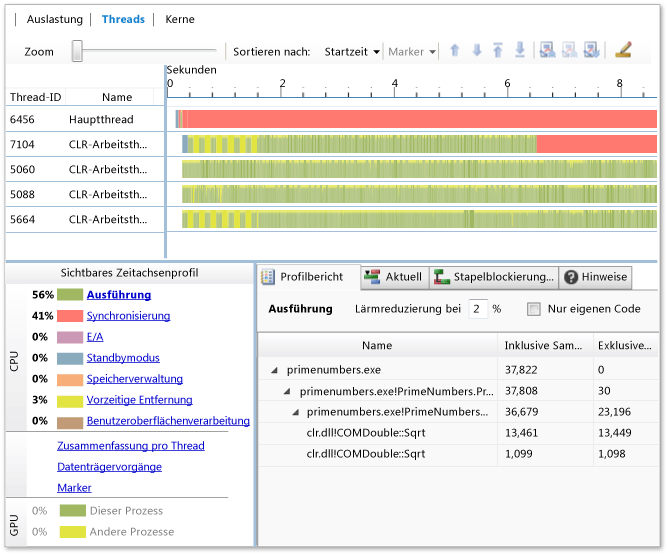 Auslastung Threads Kerne
Zoom Sortieren nach: Startzeit Marker
Sekunden
0 2 4 6 8
Thread-ID Name
6456 Hauptthread
7104 CLR-Arbeitsth...
5060 CLR-Arbeitsth...
5088 CLR-Arbeitsth...
5664 CLR-Arbeitsth...
Sichtbares Zeitachsenprofil
CPU
56% Ausführung
41% Synchronisierung
0% E/A
0% Standbymodus
0% Speicherverwaltung
3% Vorzeitige Entfernung
0% Benutzeroberflächenverarbeitung
Zusammenfassung pro Thread
Datenträgervorgänge
Marker
GPU
0% Dieser Prozess
0% Andere Prozesse
Profilbericht Aktuell Stapelblockierung... Hinweise
Ausführung Lärmreduzierung bei 2 % Nur eigenen Code
Name Inklusive Sam... Exklusive...
primenumbers.exe 37,822 0
primenumbers.exe!PrimeNumbers.Pr... 37,808 30
primenumbers.exe!PrimeNumbers... 36,679 23,196
clr.dll!COMDouble::Sqrt 13,461 13,449
clr.dll!COMDouble::Sqrt 1,099 1,098